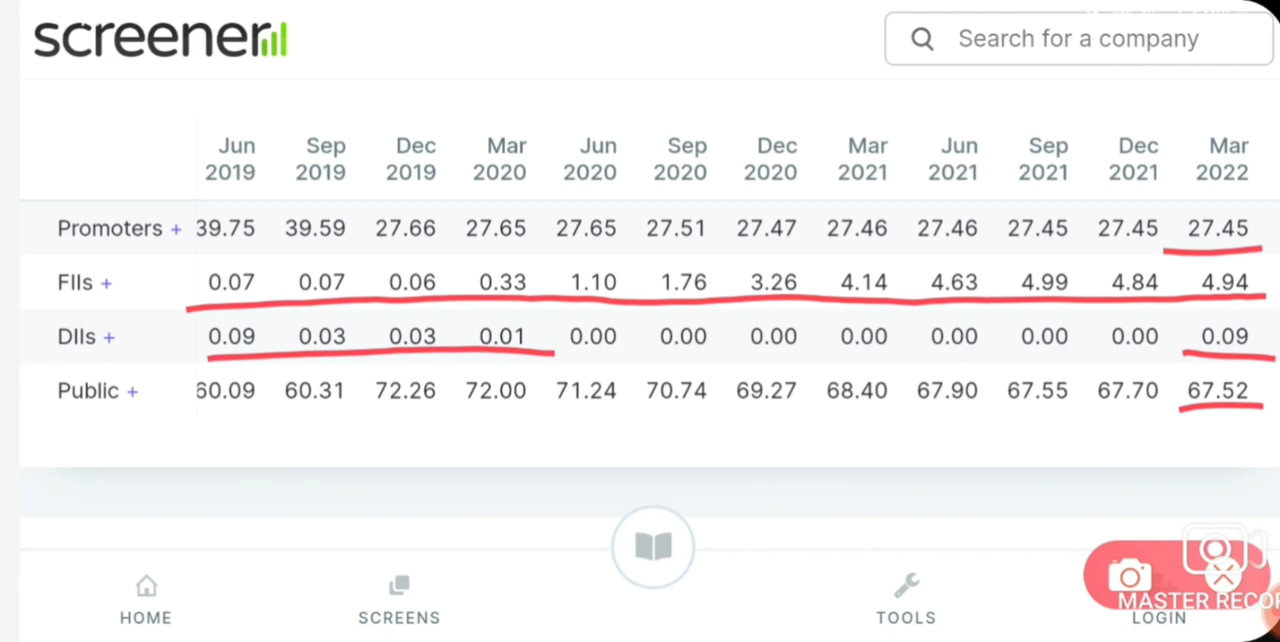 screener
Search for a company
Jun Sep Dec Mar Jun Sep Dec Mar Jun Sep Dec Mar
2019 2019 2019 2020 2020 2020 2020 2021 2021 2021 2021 2022
Promoters + 39.75 39.59 27.66 27.65 27.65 27.51 27.47 27.46 27.46 27.45 27.45 27.45
FIIs + 0.07 0.07 0.06 0.33 1.10 1.76 3.26 4.14 4.63 4.99 4.84 4.94
DIIs + 0.09 0.03 0.03 0.01 0.00 0.00 0.00 0.00 0.00 0.00 0.00 0.09
Public + 60.09 60.31 72.26 72.00 71.24 70.74 69.27 68.40 67.90 67.55 67.70 67.52
MASTER RECOR
HOME SCREENS TOOLS LOGIN